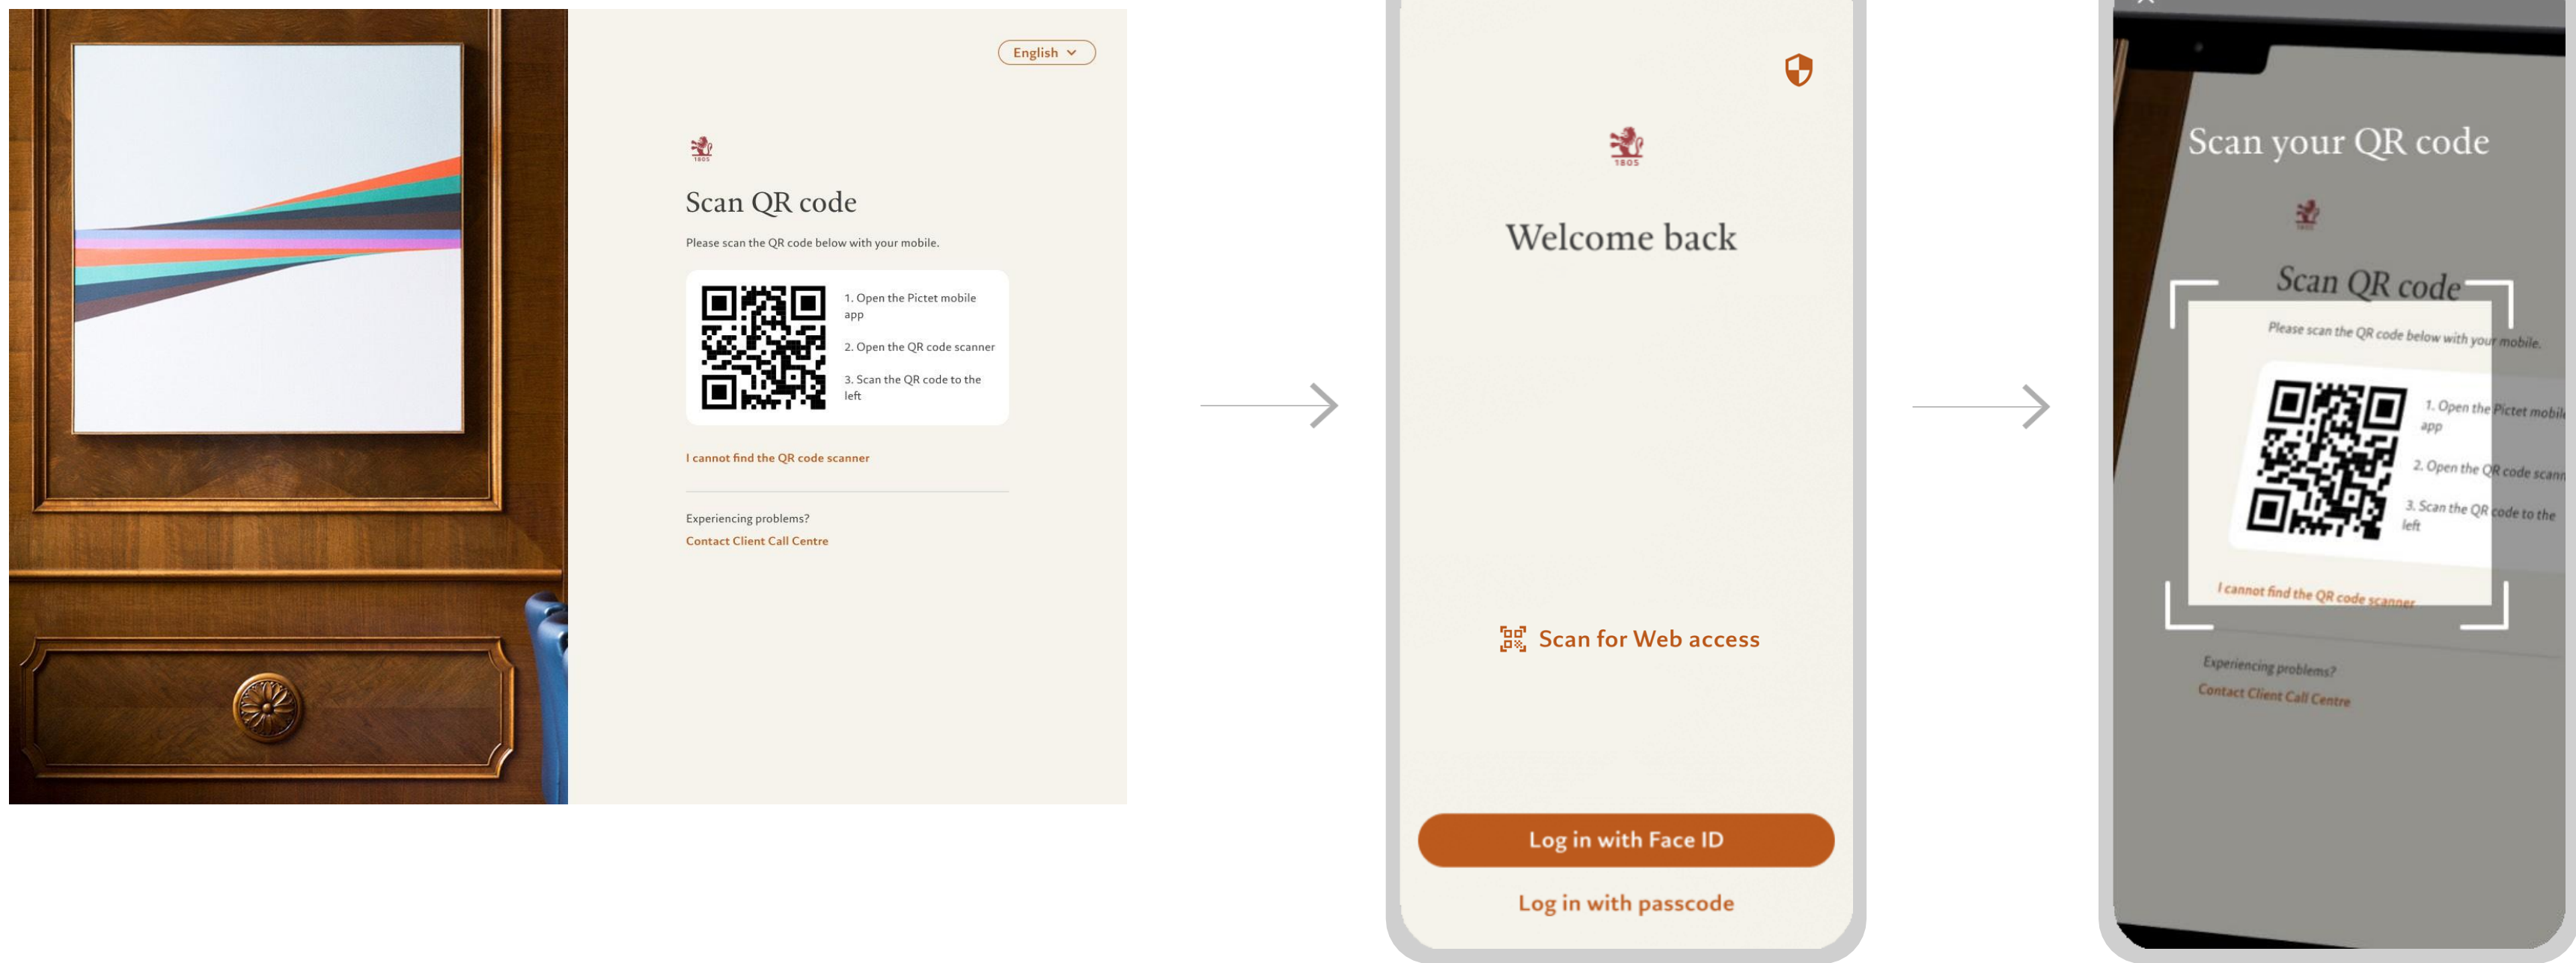 English
1805
Scan QR code
Please scan the QR code below with your mobile.
1. Open the Pictet mobile
app
2. Open the QR code scanner
3. Scan the QR code to the
left
I cannot find the QR code scanner
Experiencing problems?
Contact Client Call Centre
1805
Welcome back
Scan for Web access
Log in with Face ID
Log in with passcode
Scan your QR code
1805
Scan QR code
Please scan the QR code below with your mobile.
1. Open the Pictet mobile
app
2. Open the QR code scann
3. Scan the QR code to the
left
I cannot find the QR code scanner
Experiencing problems?
Contact Client Call Centre